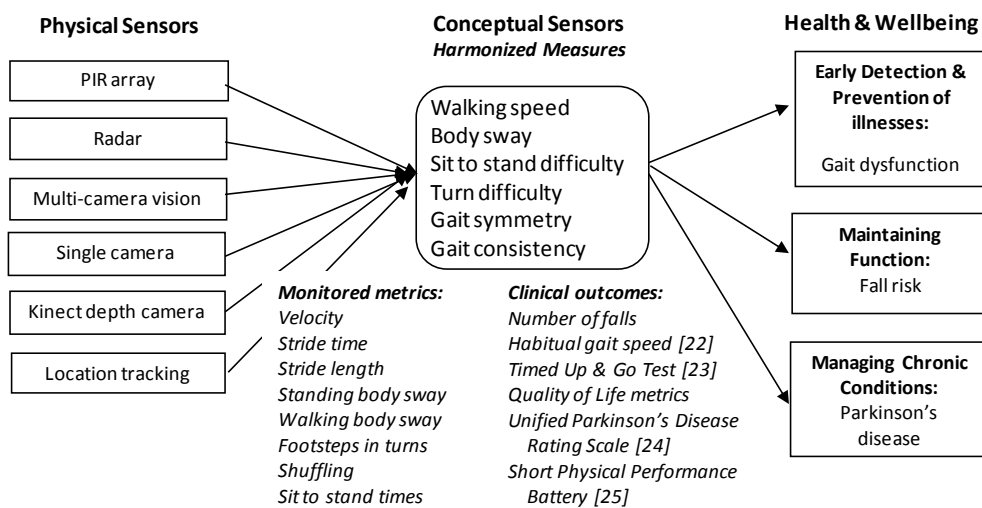 Physical Sensors
PIR array
Radar
Multi-camera vision
Single camera
Kinect depth camera
Location tracking
Conceptual Sensors
Harmonized Measures
Walking speed
Body sway
Sit to stand difficulty
Turn difficulty
Gait symmetry
Gait consistency
Monitored metrics:
Velocity
Stride time
Stride length
Standing body sway
Walking body sway
Footsteps in turns
Shuffling
Sit to stand times
Clinical outcomes:
Number of falls
Habitual gait speed [22]
Timed Up & Go Test [23]
Quality of Life metrics
Unified Parkinson’s Disease
Rating Scale [24]
Short Physical Performance
Battery [25]
Health & Wellbeing
Early Detection &
Prevention of
illnesses:
Gait dysfunction
Maintaining
Function:
Fall risk
Managing Chronic
Conditions:
Parkinson’s
disease